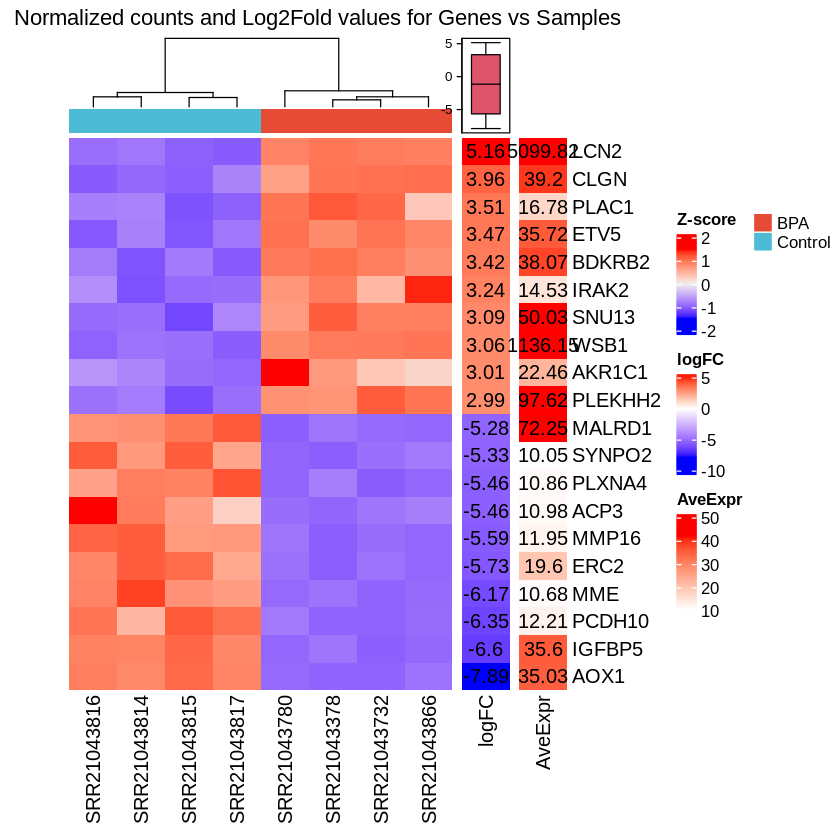 Normalized counts and Log2Fold values for Genes vs Samples
5
0
-5
5.16 5099.82 LCN2
3.96 39.2 CLGN
3.51 16.78 PLAC1
3.47 35.72 ETV5
3.42 38.07 BDKRB2
3.24 14.53 IRAK2
3.09 50.03 SNU13
3.06 1136.15 WSB1
3.01 22.46 AKR1C1
2.99 97.62 PLEKHH2
-5.28 72.25 MALRD1
-5.33 10.05 SYNPO2
-5.46 10.86 PLXNA4
-5.46 10.98 ACP3
-5.59 11.95 MMP16
-5.73 19.6 ERC2
-6.17 10.68 MME
-6.35 12.21 PCDH10
-6.6 35.6 IGFBP5
-7.89 35.03 AOX1
SRR21043816
SRR21043814
SRR21043815
SRR21043817
SRR21043780
SRR21043378
SRR21043732
SRR21043866
logFC
AveExpr
Z-score
2
1
0
-1
-2
logFC
5
0
-5
-10
AveExpr
50
40
30
20
10
BPA
Control